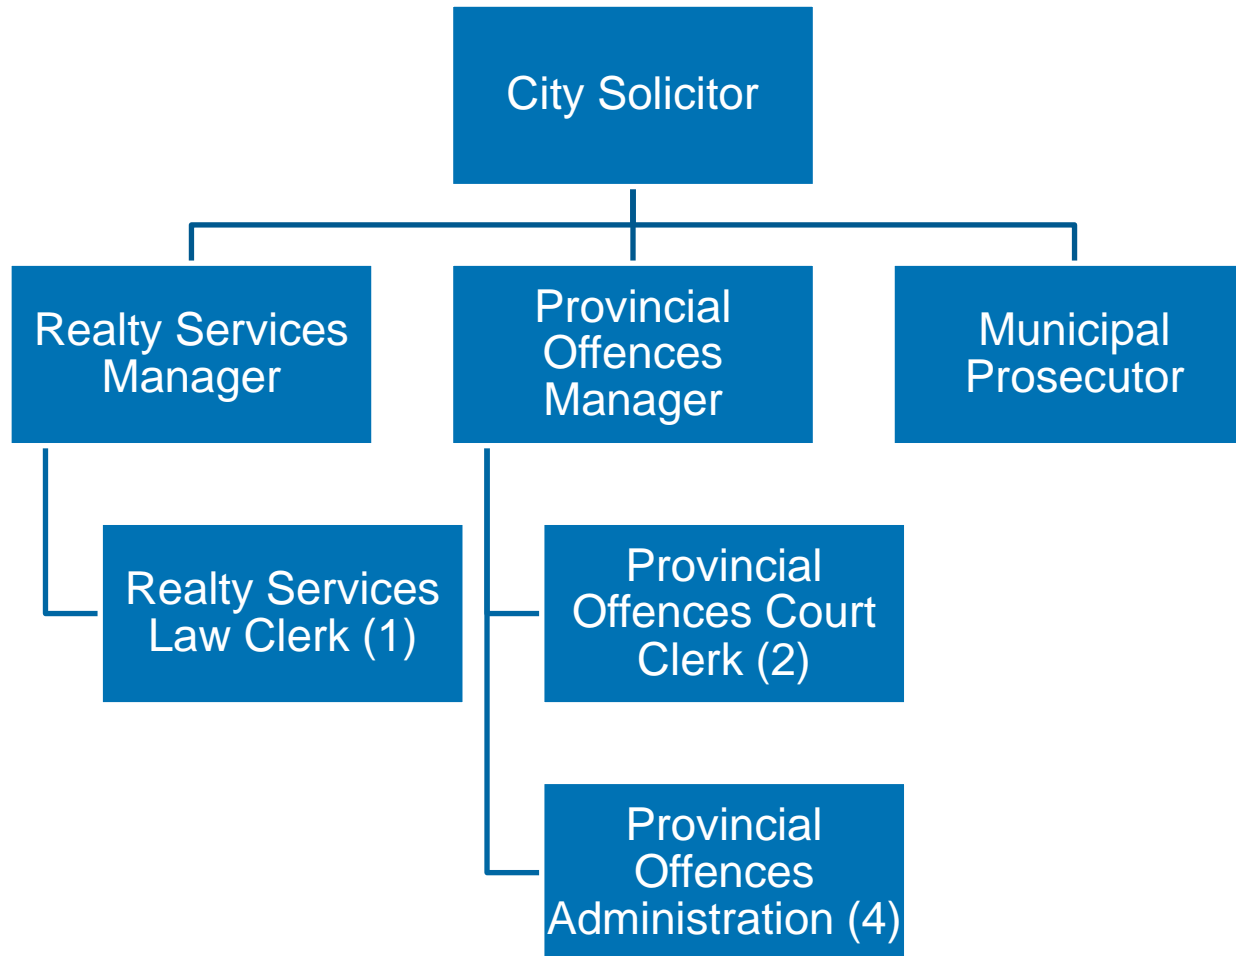 City Solicitor
Realty Services
Manager
Provincial
Offences
Manager
Municipal
Prosecutor
Realty Services
Law Clerk (1)
Provincial
Offences Court
Clerk (2)
Provincial
Offences
Administration (4)